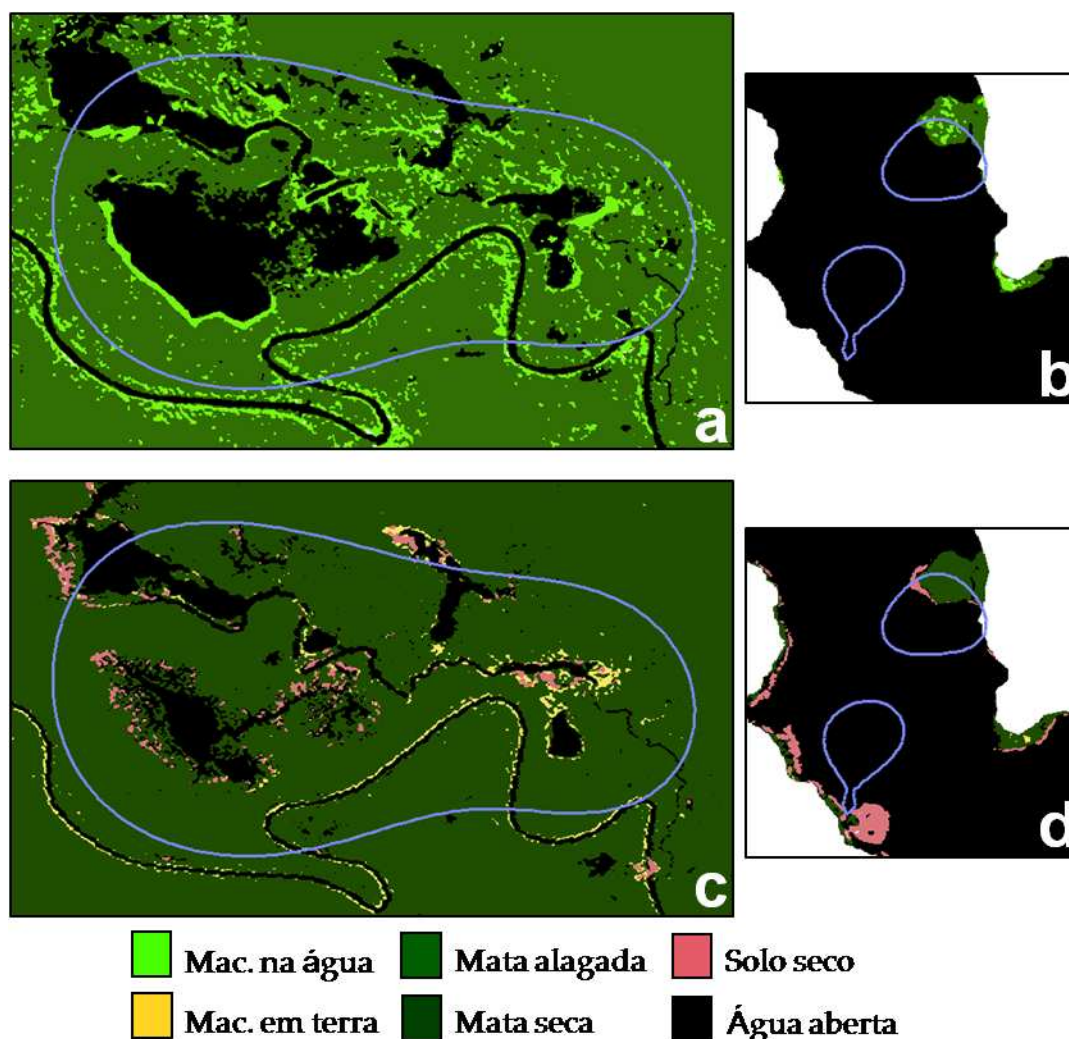 a
b
c
d
Mac. na água
Mata alagada
Solo seco
Mac. em terra
Mata seca
Água aberta